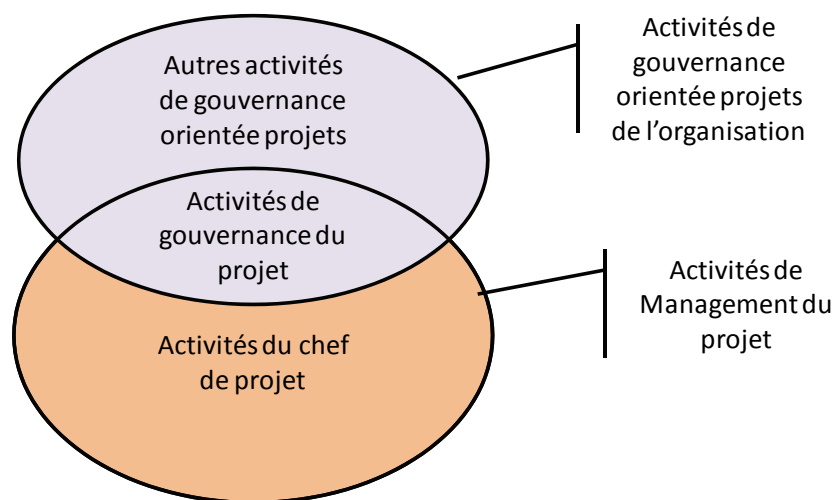 Autres activités
de gouvernance
orientée projets
Activités de
gouvernance du
projet
Activités du chef
de projet
Activités de
gouvernance
orientée projets
de l'organisation
Activités de
Management du
projet